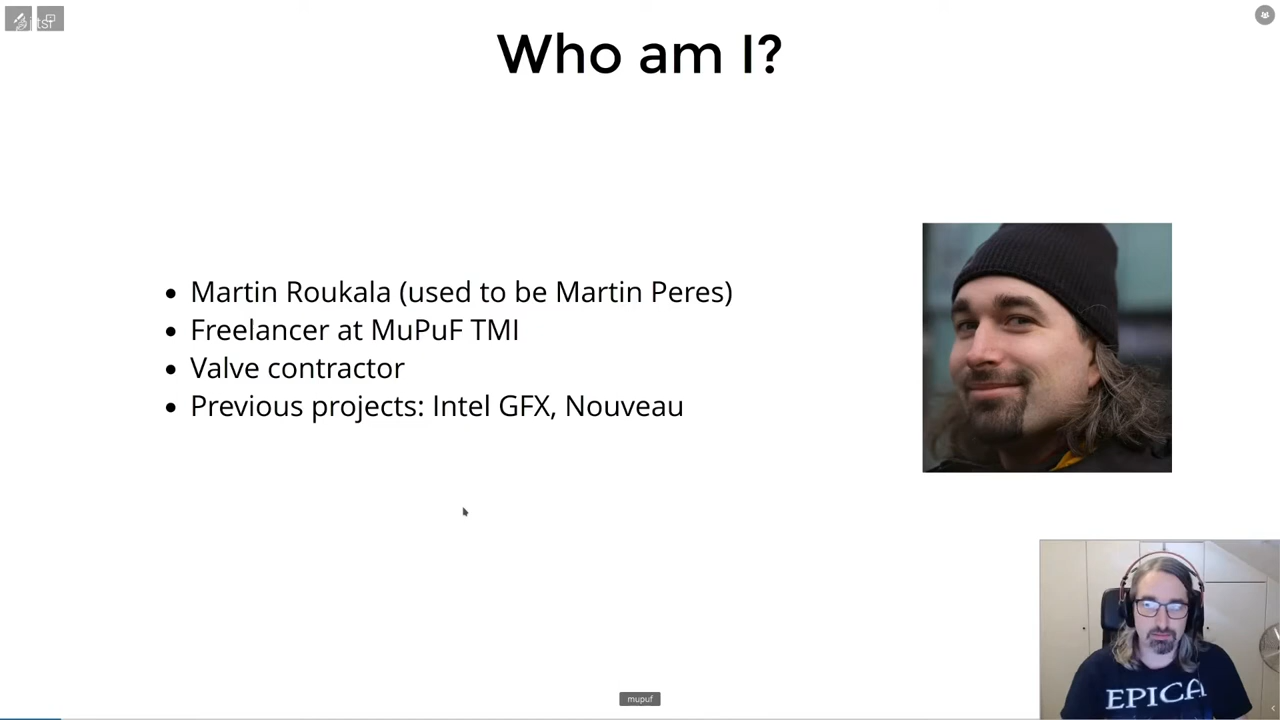 Who am I?
Martin Roukala (used to be Martin Peres)
Freelancer at MuPuF TMI
Valve contractor
Previous projects: Intel GFX, Nouveau
EPICA
mupuf